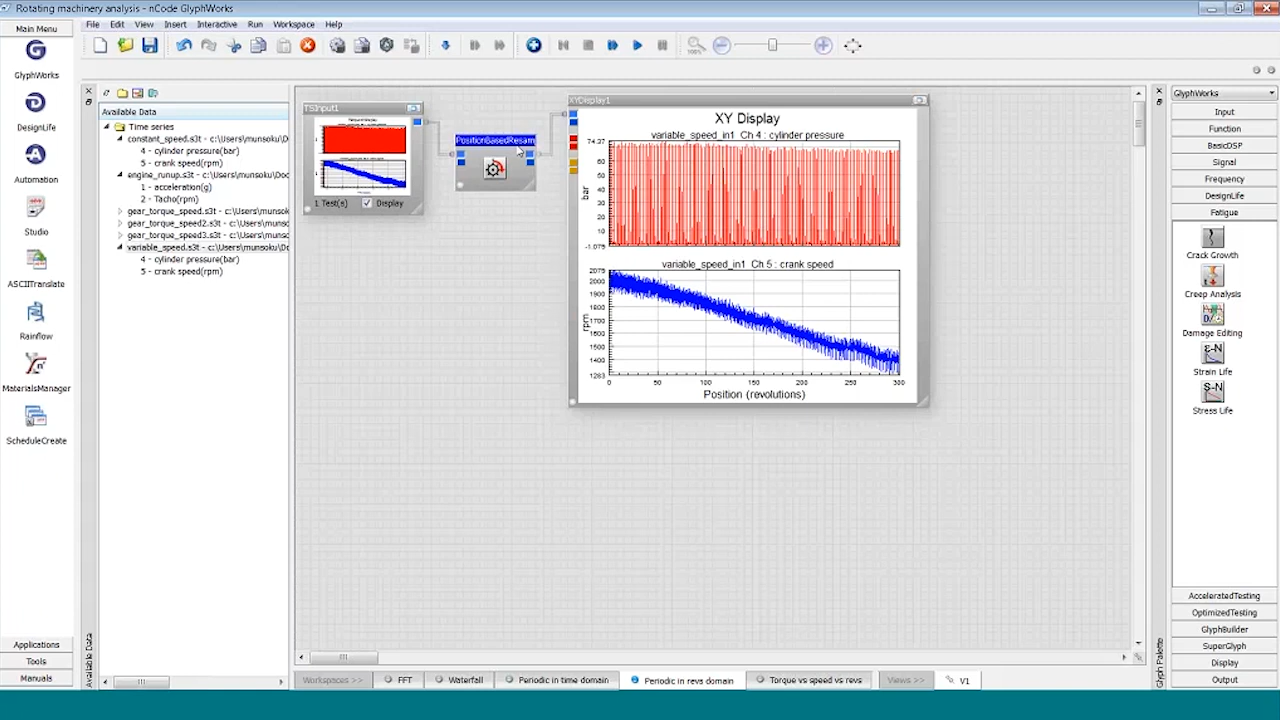 Rotating machinery analysis - nCode GlyphWorks
Main Menu
File Edit View Insert Interactive Run Workspace Help
GlyphWorks
DesignLife
Automation
Studio
ASCIITranslate
Rainflow
MaterialsManager
ScheduleCreate
Applications
Tools
Manuals
Available Data
Available Data
Time series
constant_speed.s3t - c:\Users\munsoku\Doc
4 - cylinder pressure(bar)
5 - crank speed(rpm)
engine_runup.s3t - c:\Users\munsoku\Doc
1 - acceleration(g)
2 - Tacho(rpm)
gear_torque_speed.s3t - c:\Users\munsok
gear_torque_speed2.s3t - c:\Users\munso
gear_torque_speed3.s3t - c:\Users\munso
variable_speed.s3t - c:\Users\munsoku\Do
4 - cylinder pressure(bar)
5 - crank speed(rpm)
TSInput1
1 Test(s) Display
PositionBasedResam
XYDisplay1
XY Display
variable_speed_in1 Ch 4 : cylinder pressure
74.27
60
50
40
30
20
10
-1.075
bar
variable_speed_in1 Ch 5 : crank speed
2075
2000
1900
1800
1700
1600
1500
1400
1263
rpm
0 50 100 150 200 250 300
Position (revolutions)
Workspaces >> FFT Waterfall Periodic in time domain Periodic in revs domain Torque vs speed vs revs Views >> V1
Glyph Palette
GlyphWorks
Input
Function
BasicDSP
Signal
Frequency
DesignLife
Fatigue
Crack Growth
Creep Analysis
Damage Editing
ε-N
Strain Life
S-N
Stress Life
AcceleratedTesting
OptimizedTesting
GlyphBuilder
SuperGlyph
Display
Output